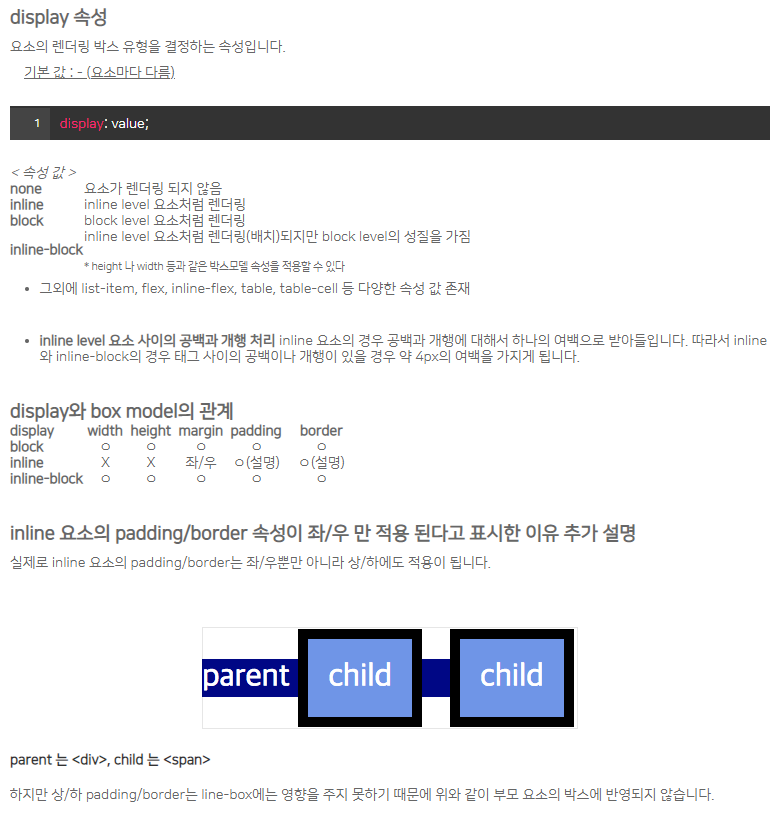 display 속성
요소의 렌더링 박스 유형을 결정하는 속성입니다.
기본 값 : - (요소마다 다름)
1 display: value;
< 속성 값 >
none 요소가 렌더링 되지 않음
inline inline level 요소처럼 렌더링
block block level 요소처럼 렌더링
inline-block inline level 요소처럼 렌더링(배치)되지만 block level의 성질을 가짐
* height 나 width 등과 같은 박스모델 속성을 적용할 수 있다
• 그외에 list-item, flex, inline-flex, table, table-cell 등 다양한 속성 값 존재
• inline level 요소 사이의 공백과 개행 처리 inline 요소의 경우 공백과 개행에 대해서 하나의 여백으로 받아들입니다. 따라서 inline
와 inline-block의 경우 태그 사이의 공백이나 개행이 있을 경우 약 4px의 여백을 가지게 됩니다.
display와 box model의 관계
display width height margin padding border
block ㅇ ㅇ ㅇ ㅇ ㅇ
inline X X 좌/우 ㅇ(설명) ㅇ(설명)
inline-block ㅇ ㅇ ㅇ ㅇ ㅇ
inline 요소의 padding/border 속성이 좌/우 만 적용 된다고 표시한 이유 추가 설명
실제로 inline 요소의 padding/border는 좌/우뿐만 아니라 상/하에도 적용이 됩니다.
parent child child
parent 는 <div>, child 는 <span>
하지만 상/하 padding/border는 line-box에는 영향을 주지 못하기 때문에 위와 같이 부모 요소의 박스에 반영되지 않습니다.